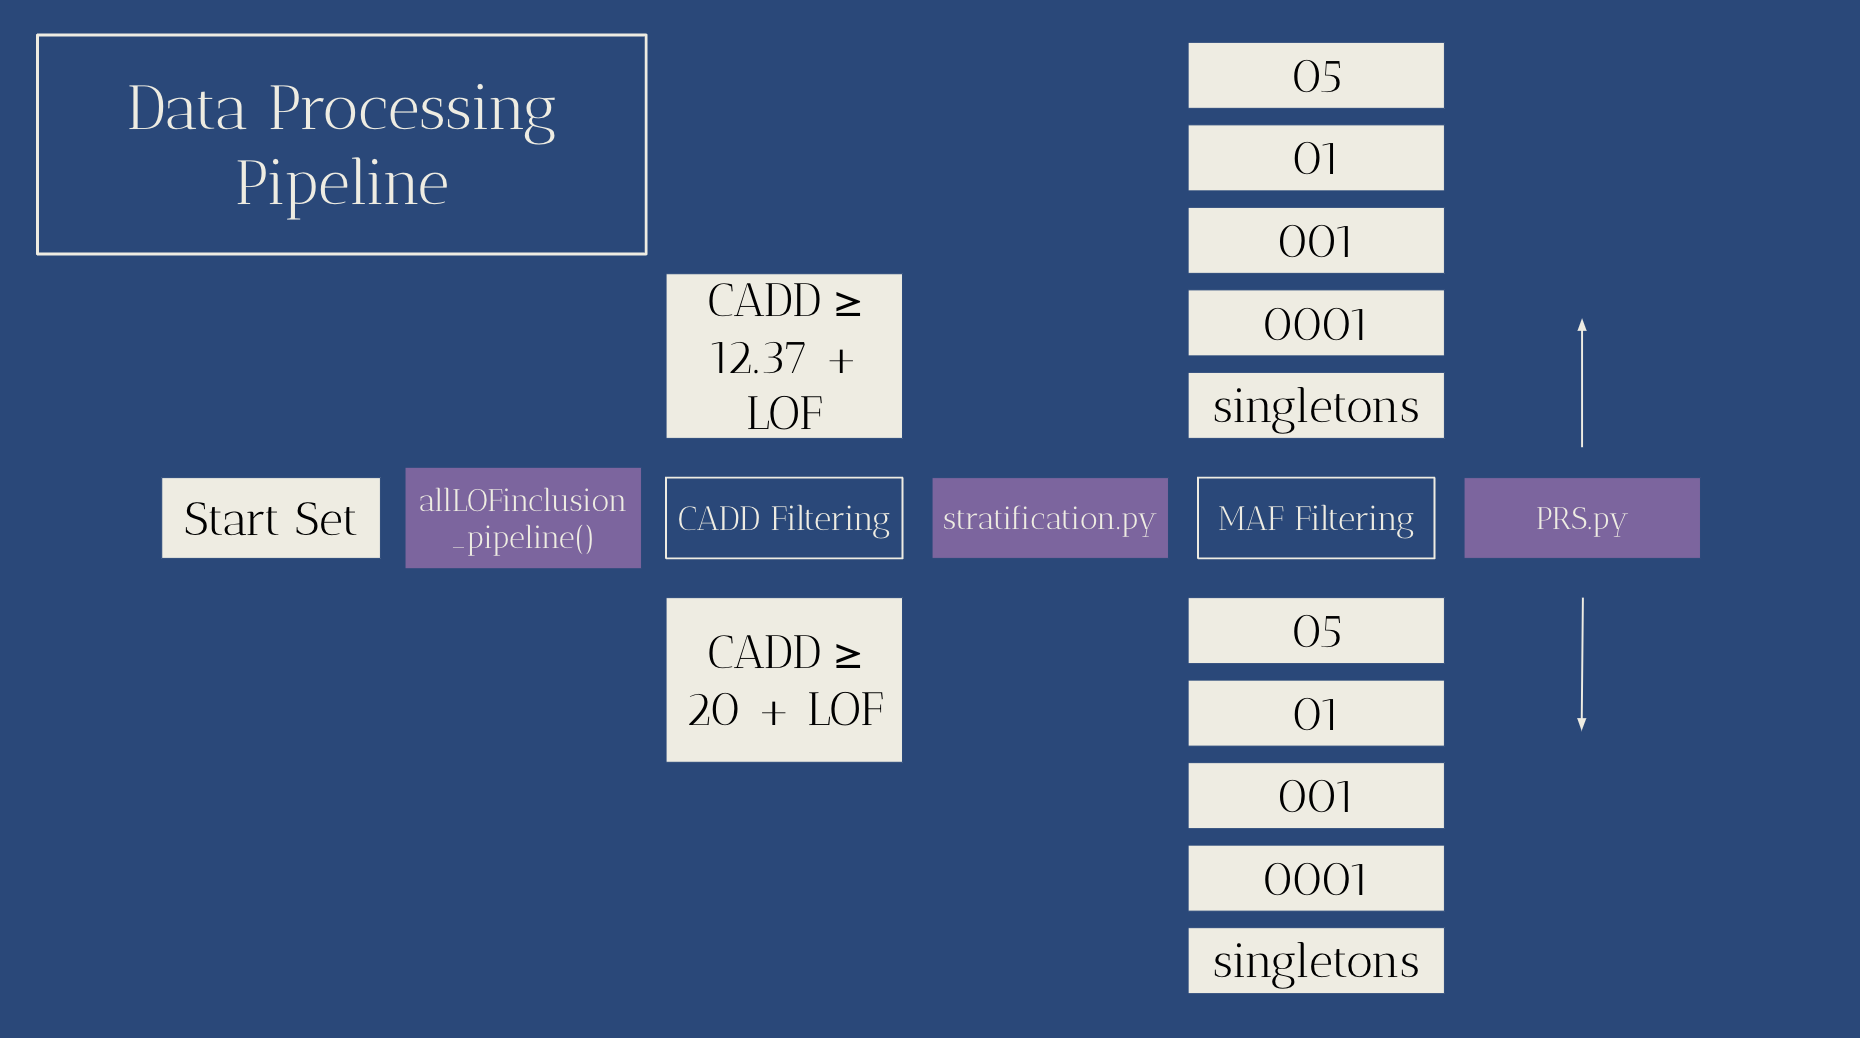 Data Processing
Pipeline
CADD ≥
12.37 +
LOF
05
01
001
0001
singletons
Start Set
allLOFinclusion
_pipeline()
CADD Filtering
stratification.py
MAF Filtering
PRS.py
CADD ≥
20 + LOF
05
01
001
0001
singletons